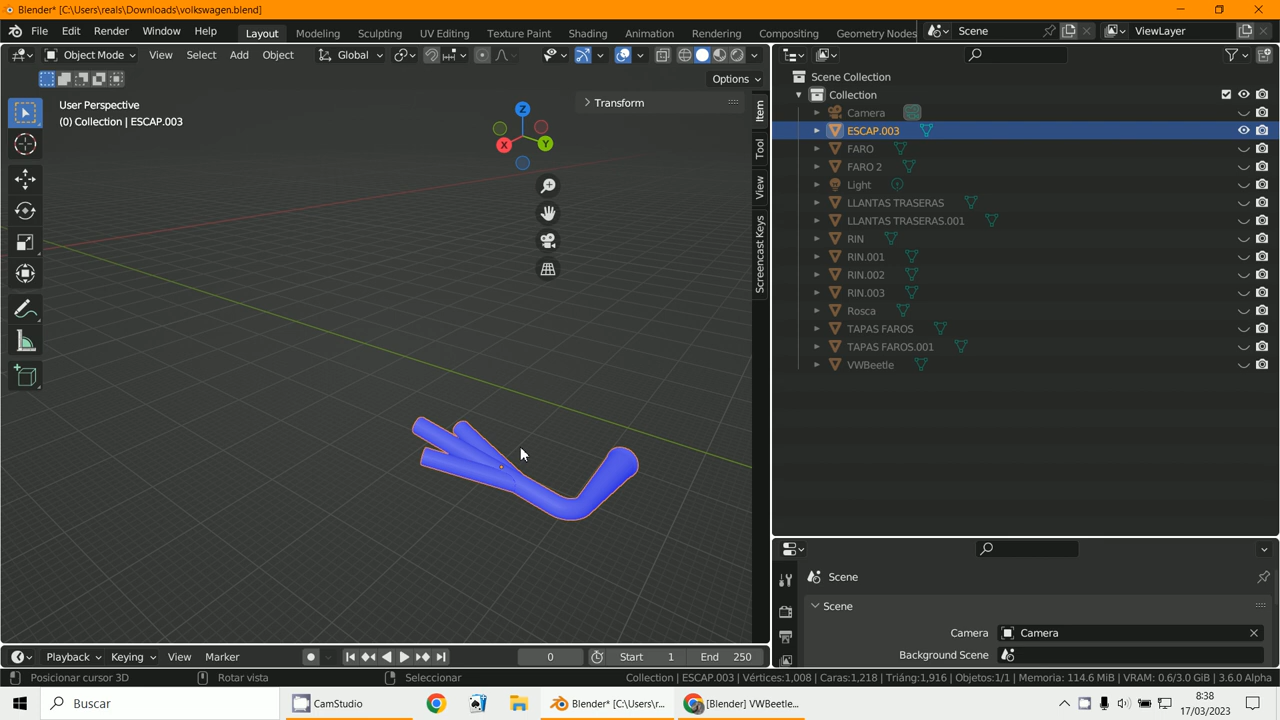 Blender* [C:\Users\reals\Downloads\volkswagen.blend]
File Edit Render Window Help Layout Modeling Sculpting UV Editing Texture Paint Shading Animation Rendering Compositing Geometry Nodes Scene ViewLayer
Object Mode View Select Add Object Global
Options
User Perspective
(0) Collection | ESCAP.003
Transform
Item
Tool
View
Screencast Keys
Z
X
Y
Scene Collection
Collection
Camera
ESCAP.003
FARO
FARO 2
Light
LLANTAS TRASERAS
LLANTAS TRASERAS.001
RIN
RIN.001
RIN.002
RIN.003
Rosca
TAPAS FAROS
TAPAS FAROS.001
VWBeetle
Scene
Scene
Camera Camera
Background Scene
Playback Keying View Marker 0 Start 1 End 250
Posicionar cursor 3D Rotar vista Seleccionar Collection | ESCAP.003 | Vértices:1,008 | Caras:1,218 | Triáng:1,916 | Objetos:1/1 | Memoria: 114.6 MiB | VRAM: 0.6/3.0 GiB | 3.6.0 Alpha
Buscar CamStudio Blender* [C:\Users\r... [Blender] VWBeetle... 8:38
17/03/2023